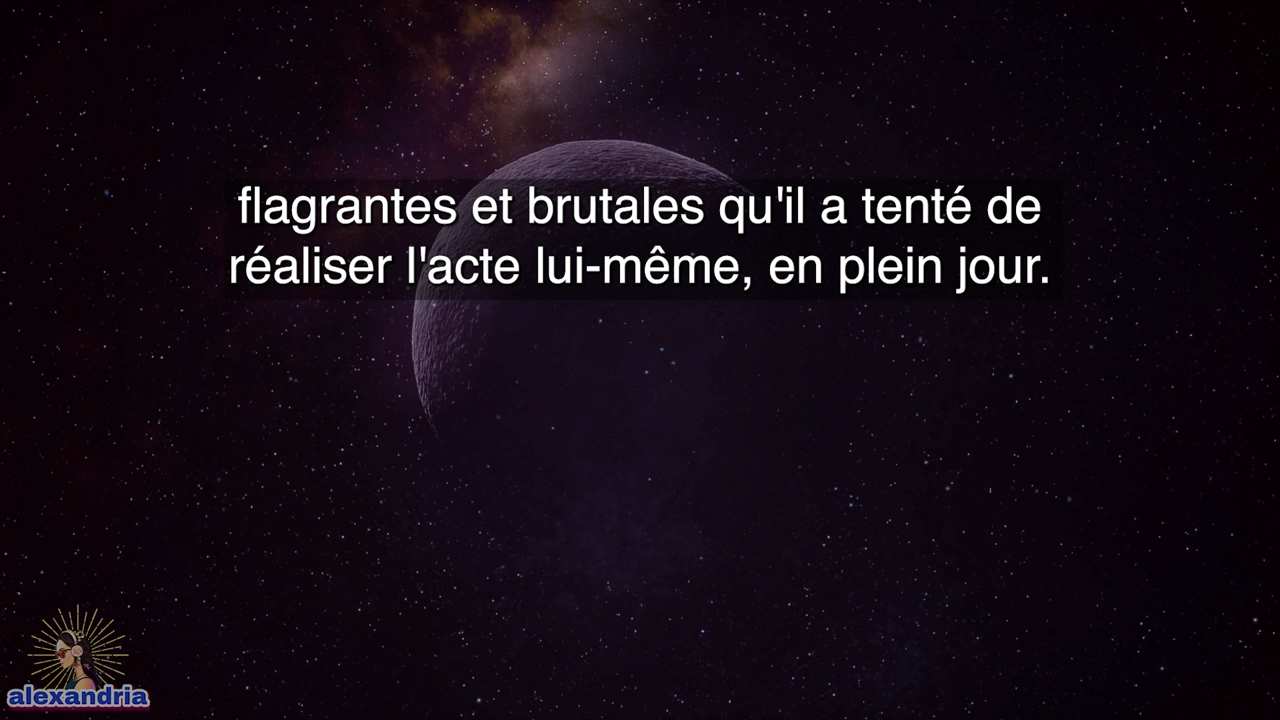 flagrantes et brutales qu'il a tenté de
réaliser l'acte lui-même, en plein jour.
alexandria